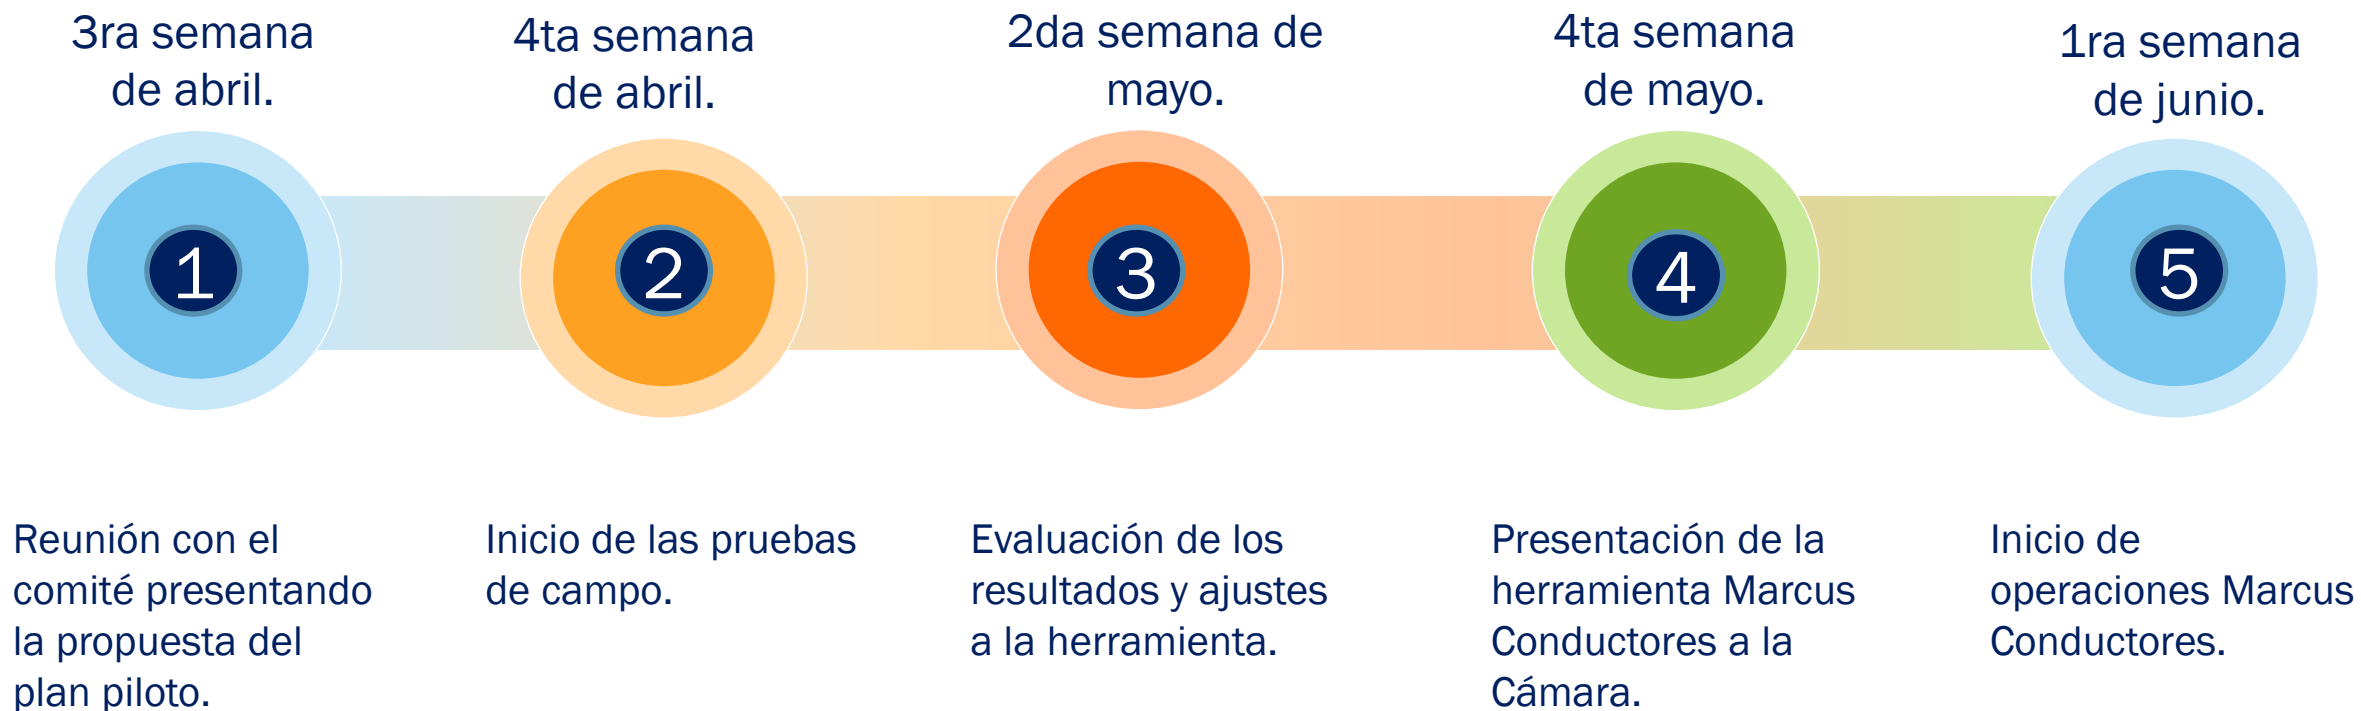 3ra semana
de abril.
4ta semana
de abril.
2da semana de
mayo.
4ta semana
de mayo.
1ra semana
de junio.
1
2
3
4
5
Reunión con el
comité presentando
la propuesta del
plan piloto.
Inicio de las pruebas
de campo.
Evaluación de los
resultados y ajustes
a la herramienta.
Presentación de la
herramienta Marcus
Conductores a la
Cámara.
Inicio de
operaciones Marcus
Conductores.